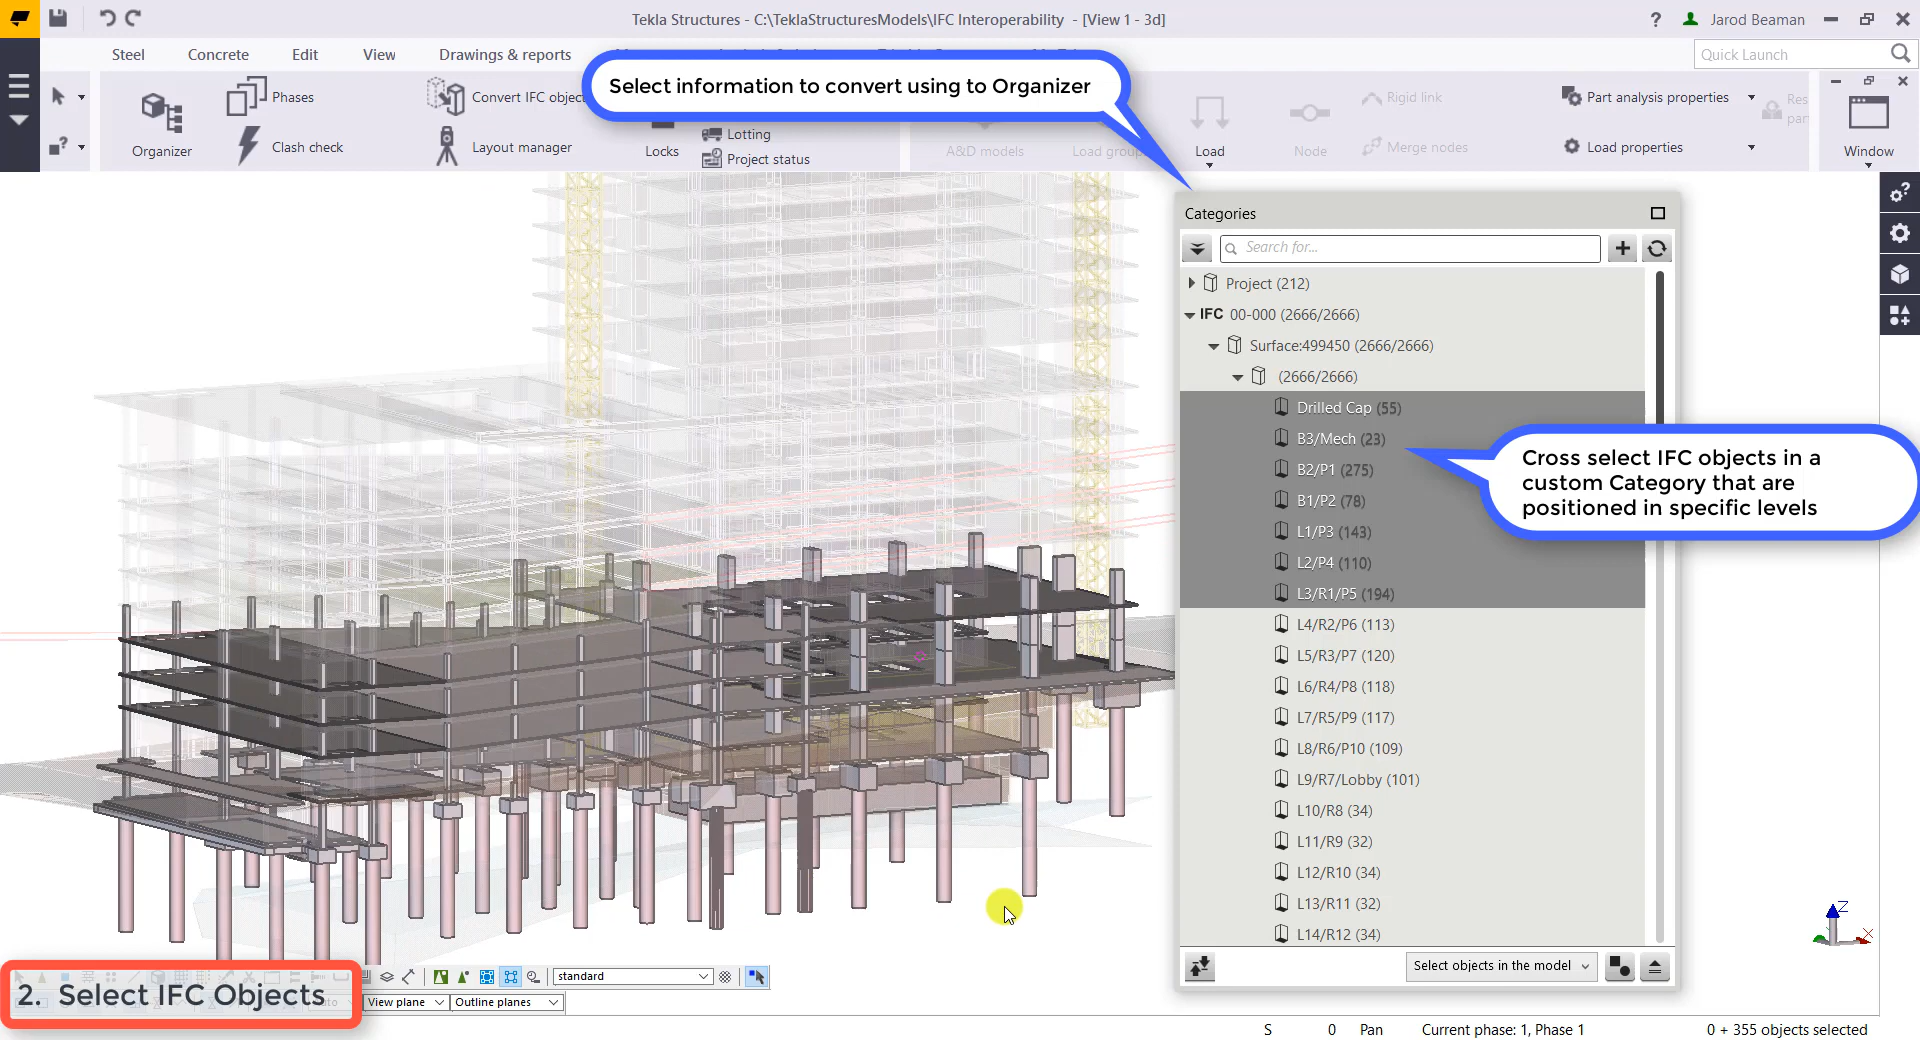 Tekla Structures - C:\TeklaStructuresModels\IFC Interoperability - [View 1 - 3d]
? Jarod Beaman
Steel Concrete Edit View Drawings & reports
Quick Launch
Select information to convert using to Organizer
Organizer
Phases
Clash check
Convert IFC objec
Layout manager
Locks
Lotting
Project status
A&D models
Load group
Load
Node
Rigid link
Merge nodes
Part analysis properties
Load properties
Res
par
Window
Categories
Search for...
Project (212)
IFC 00-000 (2666/2666)
Surface:499450 (2666/2666)
(2666/2666)
Drilled Cap (55)
B3/Mech (23)
B2/P1 (275)
B1/P2 (78)
L1/P3 (143)
L2/P4 (110)
L3/R1/P5 (194)
L4/R2/P6 (113)
L5/R3/P7 (120)
L6/R4/P8 (118)
L7/R5/P9 (117)
L8/R6/P10 (109)
L9/R7/Lobby (101)
L10/R8 (34)
L11/R9 (32)
L12/R10 (34)
L13/R11 (32)
L14/R12 (34)
Cross select IFC objects in a
custom Category that are
positioned in specific levels
Select objects in the model
Z
X
2. Select IFC Objects
standard
View plane
Outline planes
S 0 Pan Current phase: 1, Phase 1 0 + 355 objects selected